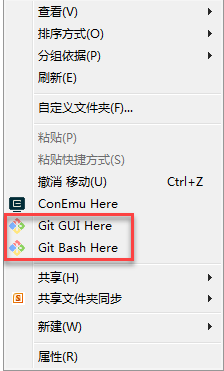 查看(V)
排序方式(O)
分组依据(P)
刷新(E)
自定义文件夹(F)...
粘贴(P)
粘贴快捷方式(S)
撤消 移动(U) Ctrl+Z
ConEmu Here
Git GUI Here
Git Bash Here
共享(H)
共享文件夹同步
新建(W)
属性(R)